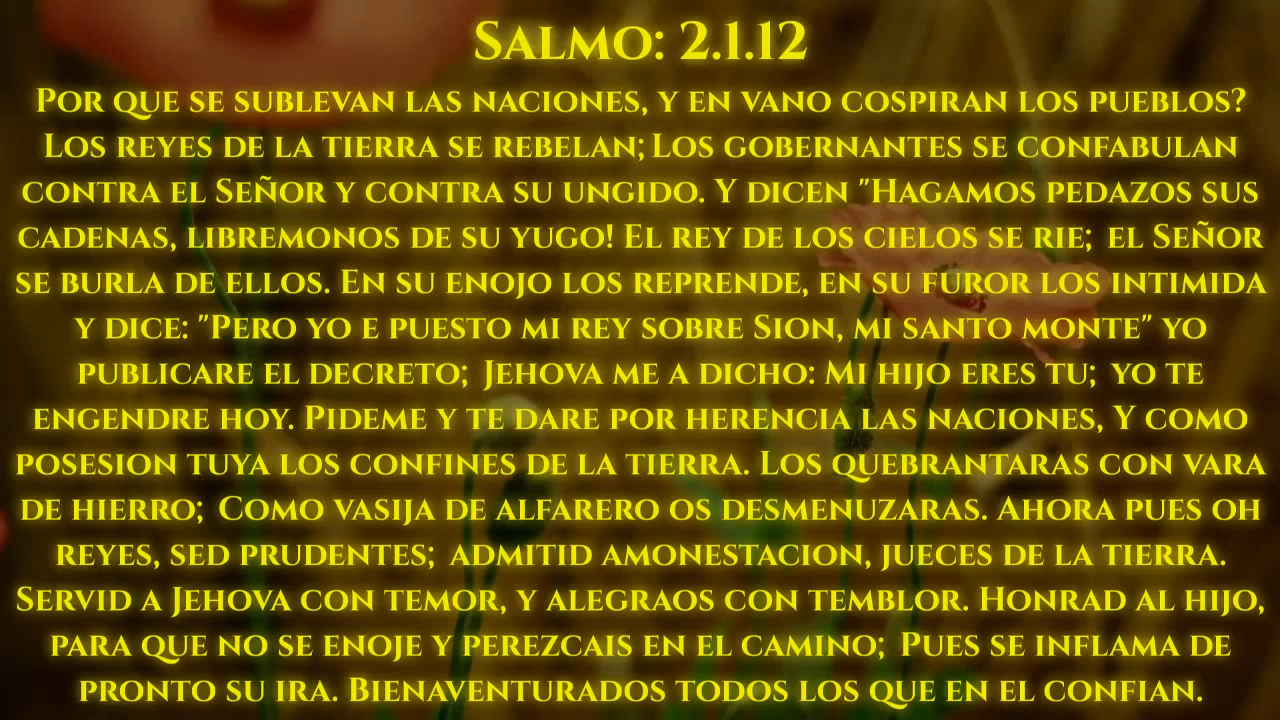 Salmo: 2.1.12
Por que se sublevan las naciones, y en vano cospiran los pueblos?
Los reyes de la tierra se rebelan; Los gobernantes se confabulan
contra el Señor y contra su ungido. Y dicen "Hagamos pedazos sus
cadenas, libremonos de su yugo! El rey de los cielos se rie; el Señor
se burla de ellos. En su enojo los reprende, en su furor los intimida
y dice: "Pero yo e puesto mi rey sobre Sion, mi santo monte" yo
publicare el decreto; Jehova me a dicho: Mi hijo eres tu; yo te
engendre hoy. Pideme y te dare por herencia las naciones, Y como
posesion tuya los confines de la tierra. Los quebrantaras con vara
de hierro; Como vasija de alfarero os desmenuzaras. Ahora pues oh
reyes, sed prudentes; admitid amonestacion, jueces de la tierra.
Servid a Jehova con temor, y alegraos con temblor. Honrad al hijo,
para que no se enoje y perezcais en el camino; Pues se inflama de
pronto su ira. Bienaventurados todos los que en el confian.